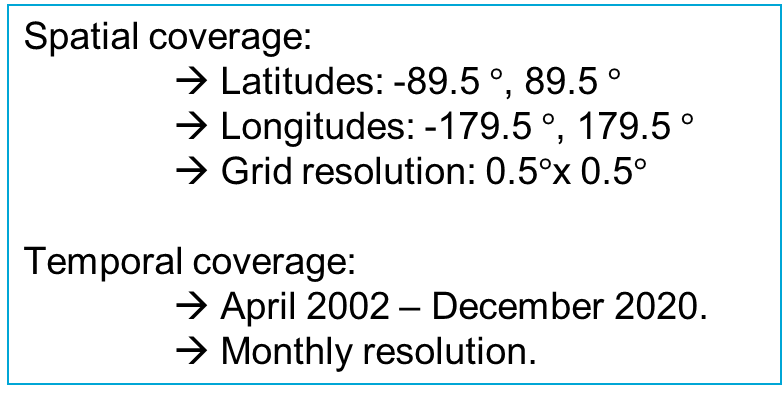 Spatial coverage:
→ Latitudes: -89.5 °, 89.5 °
→ Longitudes: -179.5 °, 179.5 °
→ Grid resolution: 0.5°x 0.5°
Temporal coverage:
→ April 2002 – December 2020.
→ Monthly resolution.